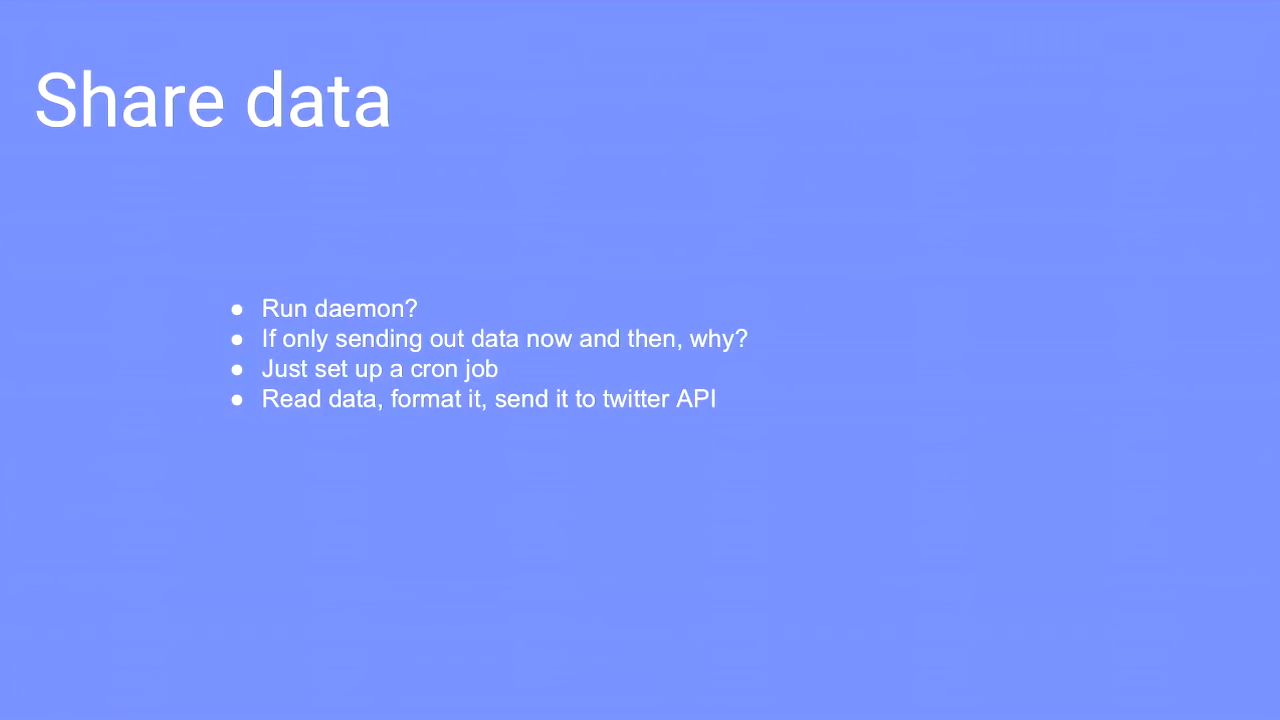 Share data
● Run daemon?
● If only sending out data now and then, why?
● Just set up a cron job
● Read data, format it, send it to twitter API